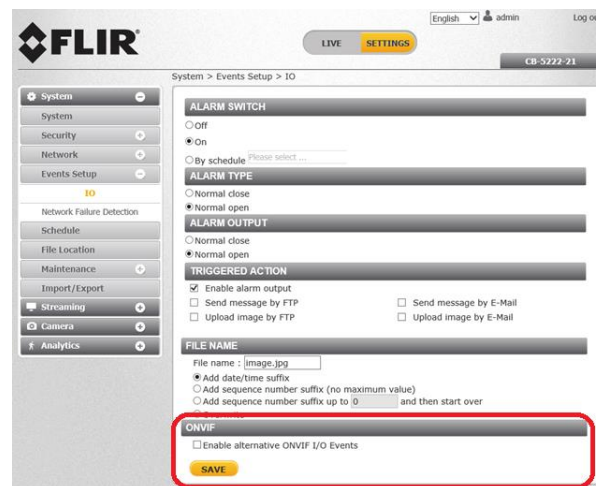 English admin Log ou
FLIR
LIVE SETTINGS
CB-5222-21
System > Events Setup > IO
System
System
Security
Network
Events Setup
IO
Network Failure Detection
Schedule
File Location
Maintenance
Import/Export
Streaming
Camera
Analytics
ALARM SWITCH
Off
On
By schedule Please select ...
ALARM TYPE
Normal close
Normal open
ALARM OUTPUT
Normal close
Normal open
TRIGGERED ACTION
Enable alarm output
Send message by FTP Send message by E-Mail
Upload image by FTP Upload image by E-Mail
FILE NAME
File name : image.jpg
Add date/time suffix
Add sequence number suffix (no maximum value)
Add sequence number suffix up to 0 and then start over
Overwrite
ONVIF
Enable alternative ONVIF I/O Events
SAVE